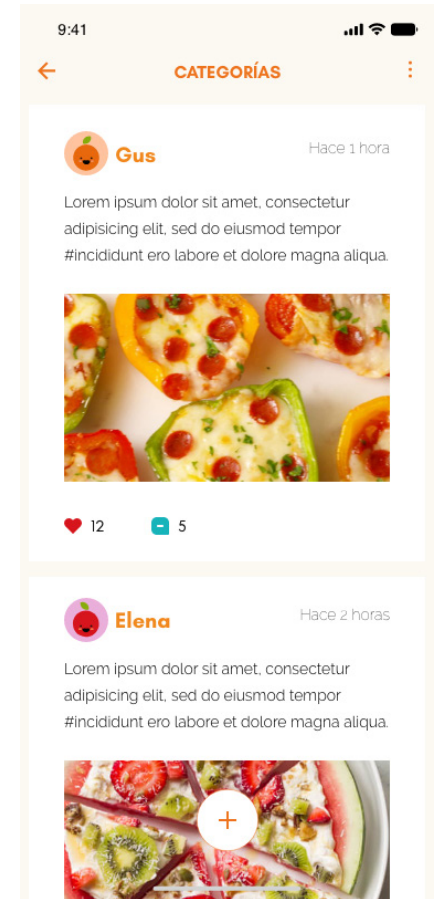 9:41
CATEGORÍAS
Gus
Hace 1 hora
Lorem ipsum dolor sit amet, consectetur
adipisicing elit, sed do eiusmod tempor
#incididunt ero labore et dolore magna aliqua.
12
5
Elena
Hace 2 horas
Lorem ipsum dolor sit amet, consectetur
adipisicing elit, sed do eiusmod tempor
#incididunt ero labore et dolore magna aliqua.